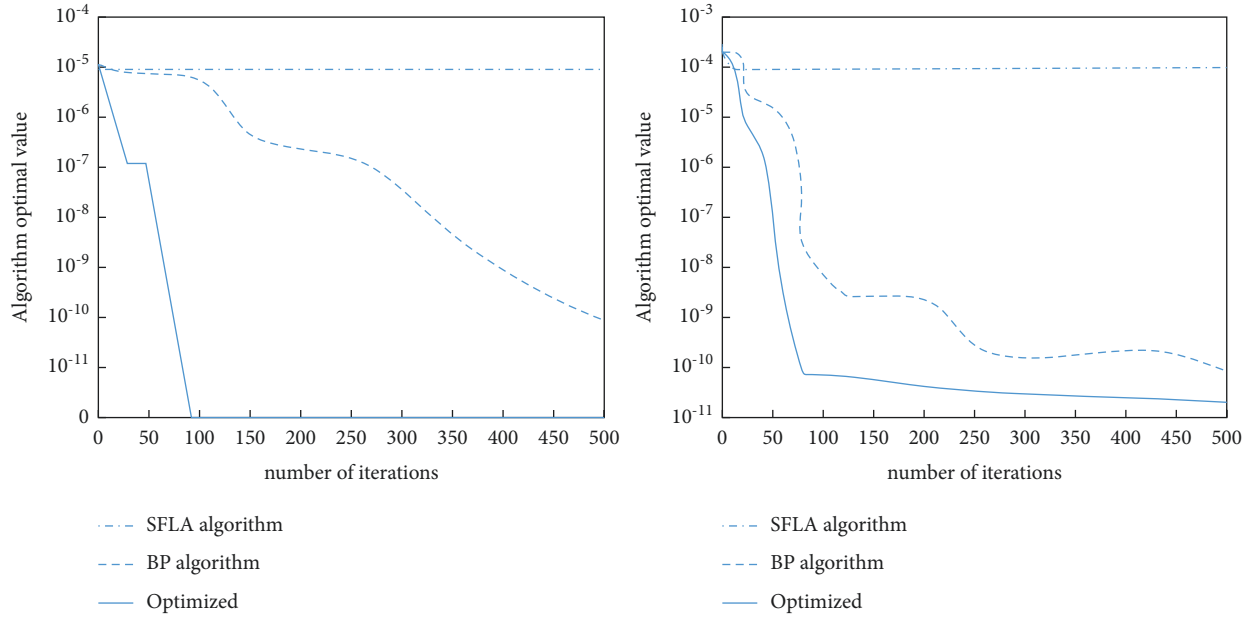 Algorithm optimal value
10^-4
10^-5
10^-6
10^-7
10^-8
10^-9
10^-10
10^-11
0
0 50 100 150 200 250 300 350 400 450 500
number of iterations
SFLA algorithm
BP algorithm
Optimized
Algorithm optimal value
10^-3
10^-4
10^-5
10^-6
10^-7
10^-8
10^-9
10^-10
10^-11
0 50 100 150 200 250 300 350 400 450 500
number of iterations
SFLA algorithm
BP algorithm
Optimized